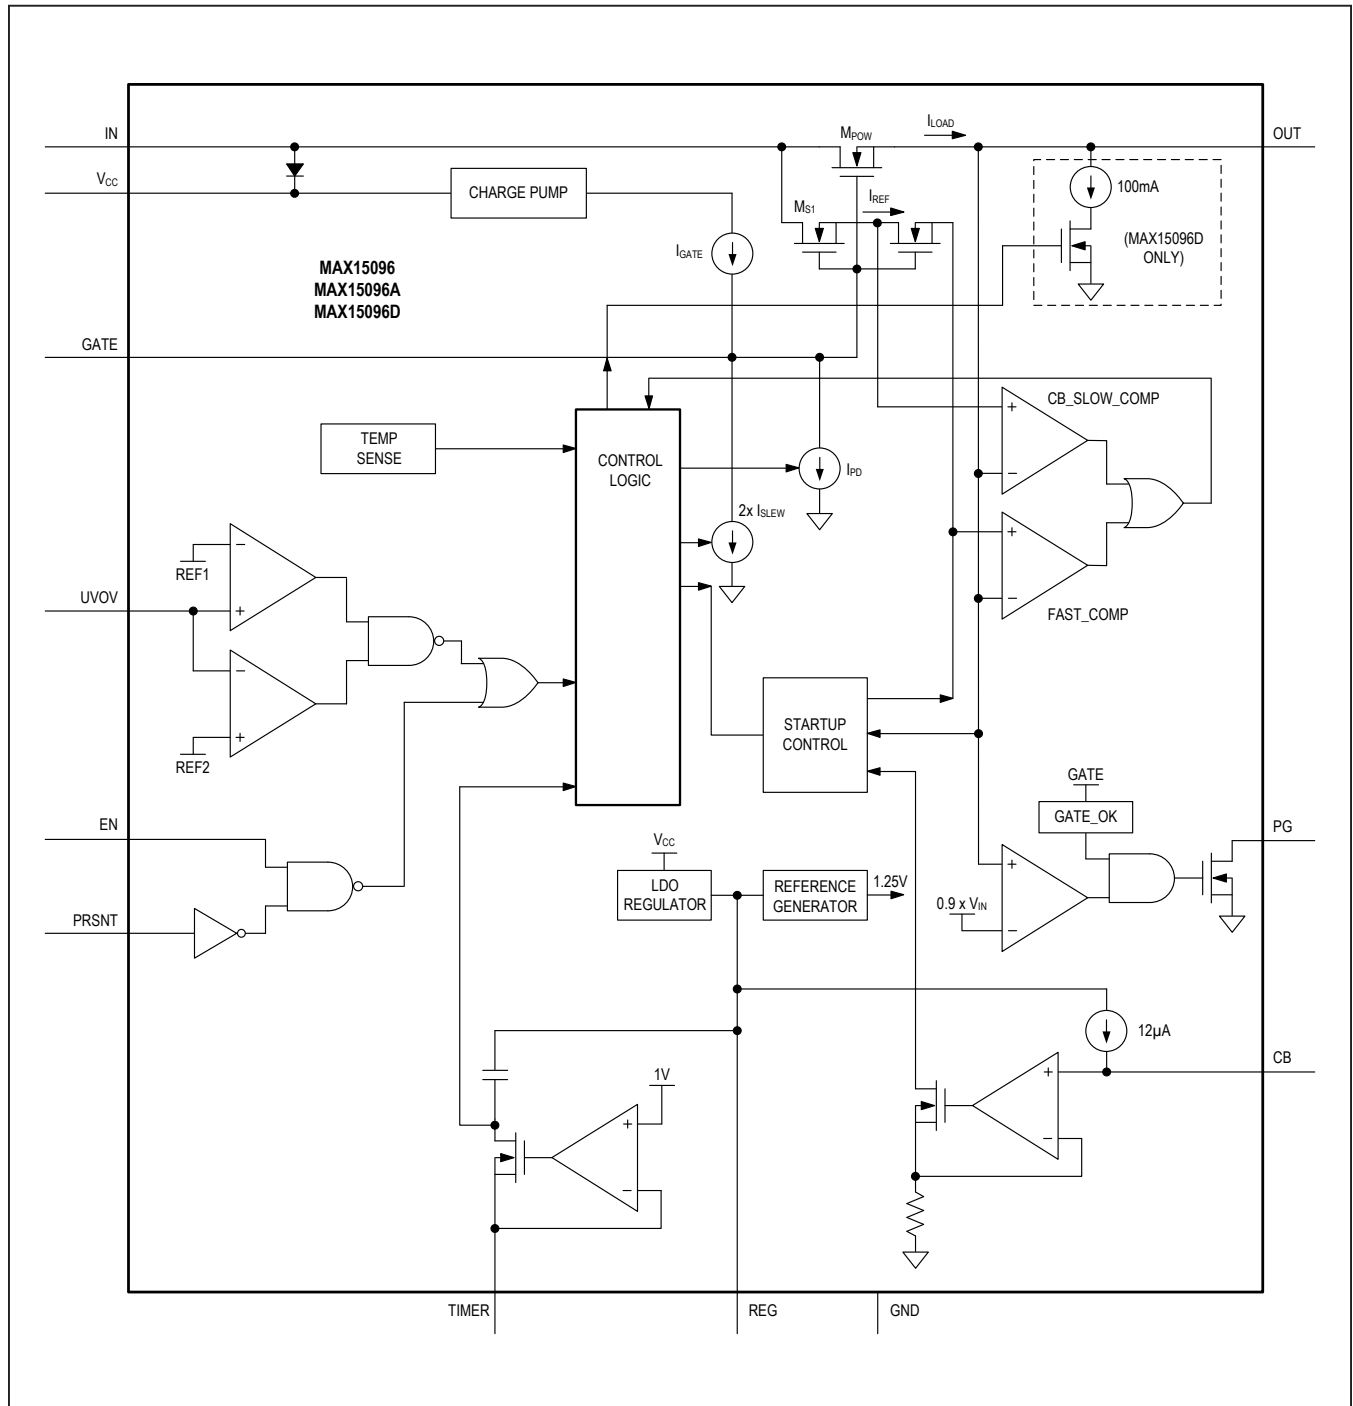 IN
VCC
CHARGE PUMP
MPOW
ILOAD
OUT
100mA
MS1
IREF
(MAX15096D
ONLY)
IGATE
MAX15096
MAX15096A
MAX15096D
GATE
CB_SLOW_COMP
+
−
TEMP
SENSE
CONTROL
LOGIC
IPD
2x ISLEW
−
REF1
+
UVOV
+
−
FAST_COMP
−
+
REF2
STARTUP
CONTROL
GATE
GATE_OK
PG
EN
VCC
LDO
REGULATOR
REFERENCE
GENERATOR
1.25V
+
0.9 x VIN
−
PRSNT
12µA
CB
+
−
1V
+
−
TIMER
REG
GND